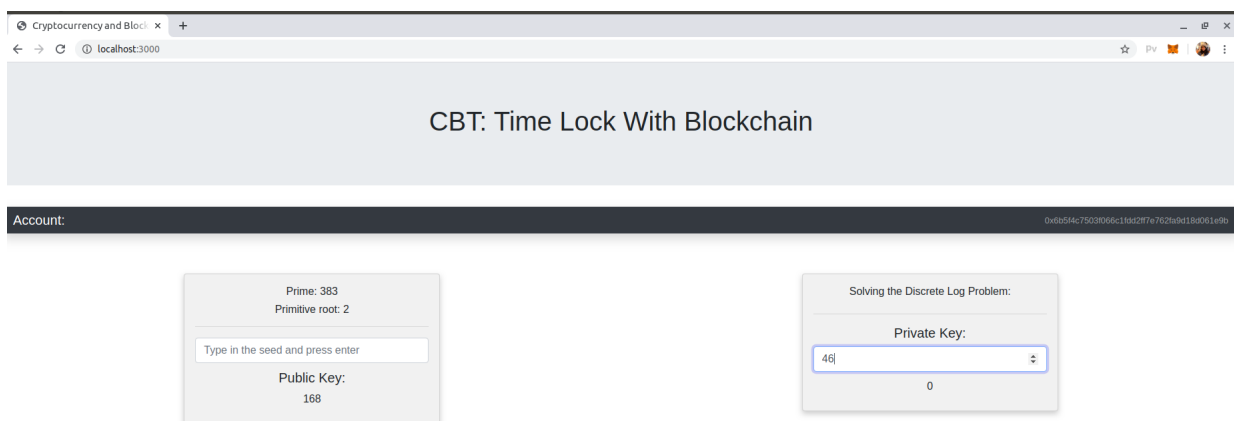 Cryptocurrency and Block
localhost:3000
Pv
CBT: Time Lock With Blockchain
Account:
0x6b5f4c7503f066c1fdd2ff7e762fa9d18d061e9b
Prime: 383
Primitive root: 2
Type in the seed and press enter
Public Key:
168
Solving the Discrete Log Problem:
Private Key:
46
0